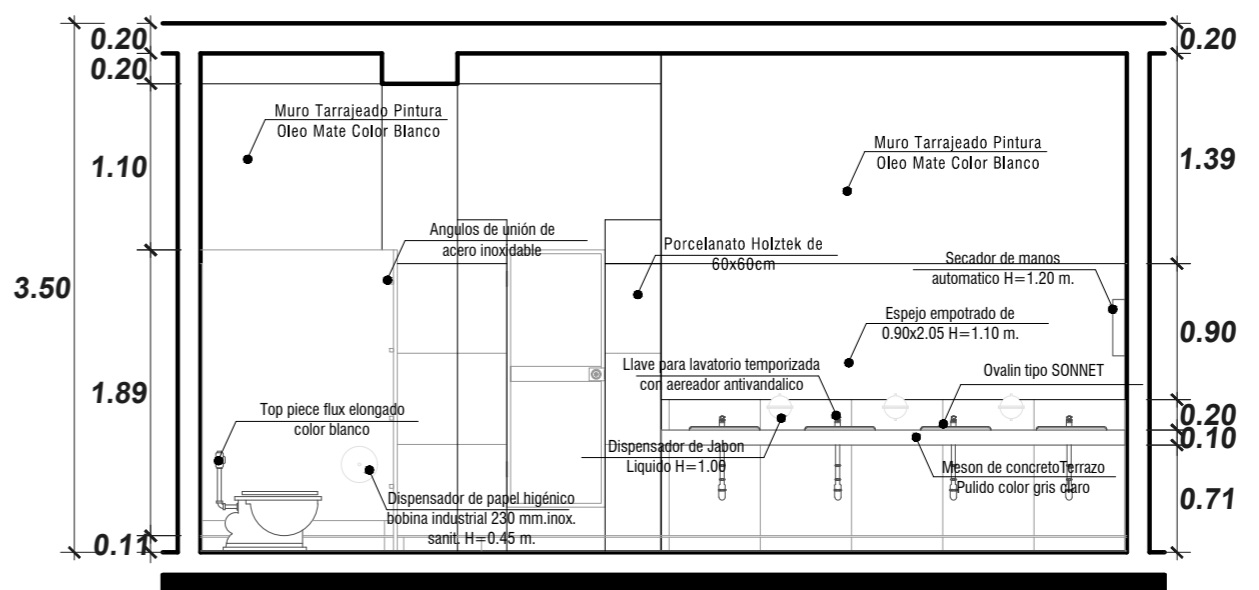 0.20
0.20
1.10
3.50
1.89
0.11
Muro Tarrajeado Pintura
Oleo Mate Color Blanco
Angulos de unión de
acero inoxidable
Top piece flux elongado
color blanco
Dispensador de papel higénico
bobina industrial 230 mm.inox.
sanit. H=0.45 m.
Porcelanato Holztek de
60x60cm
Muro Tarrajeado Pintura
Oleo Mate Color Blanco
Secador de manos
automatico H=1.20 m.
Espejo empotrado de
0.90x2.05 H=1.10 m.
Llave para lavatorio temporizada
con aereador antivandalico
Ovalin tipo SONNET
Dispensador de Jabon
Liquido H=1.00
Meson de concretoTerrazo
Pulido color gris claro
0.20
1.39
0.90
0.20
0.10
0.71